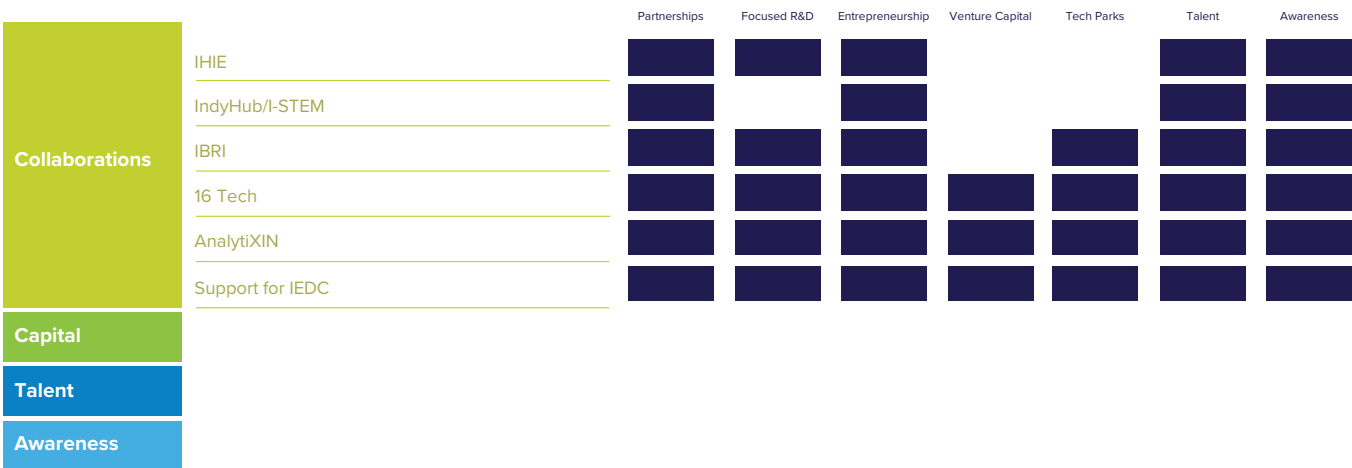 Partnerships Focused R&D Entrepreneurship Venture Capital Tech Parks Talent Awareness
Collaborations
IHIE
IndyHub/I-STEM
IBRI
16 Tech
AnalytiXIN
Support for IEDC
Capital
Talent
Awareness